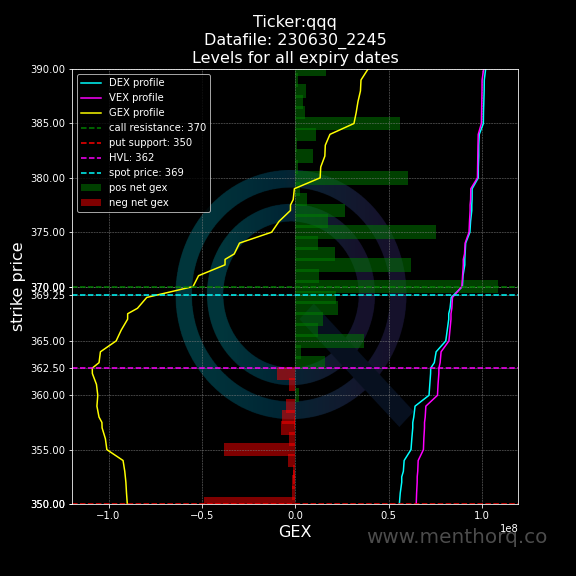 Ticker:qqq
Datafile: 230630_2245
Levels for all expiry dates
DEX profile
VEX profile
GEX profile
call resistance: 370
put support: 350
HVL: 362
spot price: 369
pos net gex
neg net gex
strike price
390.00
385.00
380.00
375.00
370.00
369.25
365.00
362.50
360.00
355.00
350.00
−1.0
−0.5
0.0
0.5
1.0
1e8
GEX
www.menthorq.co